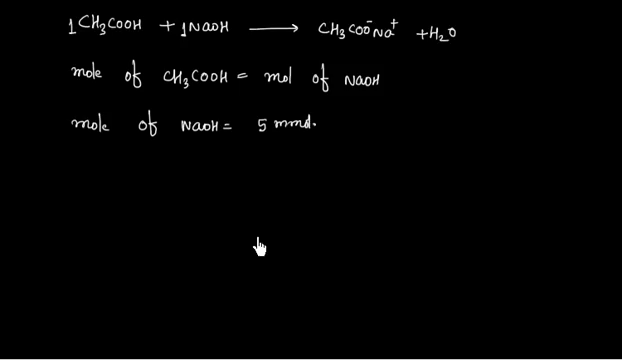 1CH₃COOH + 1NaOH ⟶ CH₃COO⁻Na⁺ + H₂O
mole of CH₃COOH = mol of NaOH
mole of NaOH = 5 mmol.